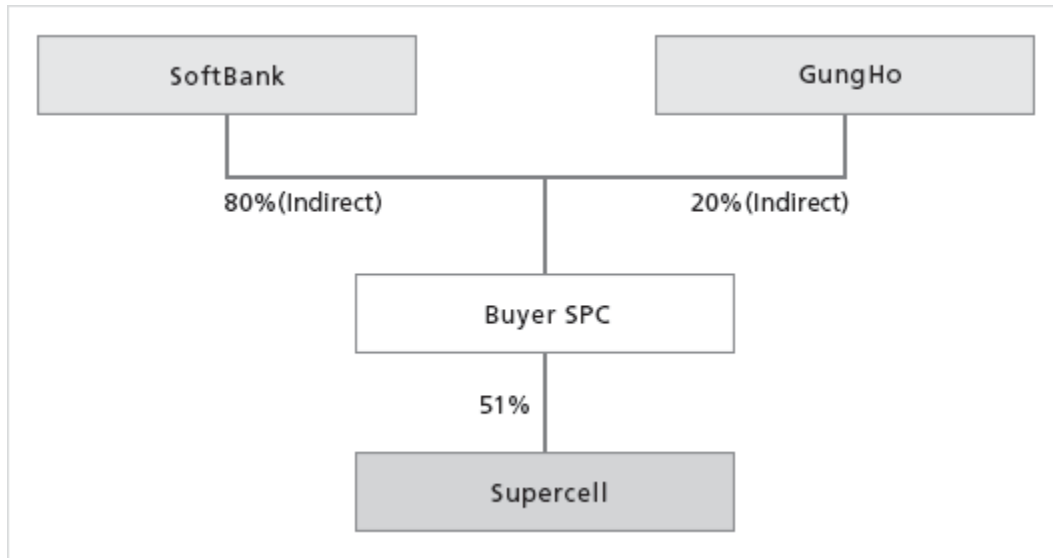 SoftBank
GungHo
80%(Indirect)
20%(Indirect)
Buyer SPC
51%
Supercell